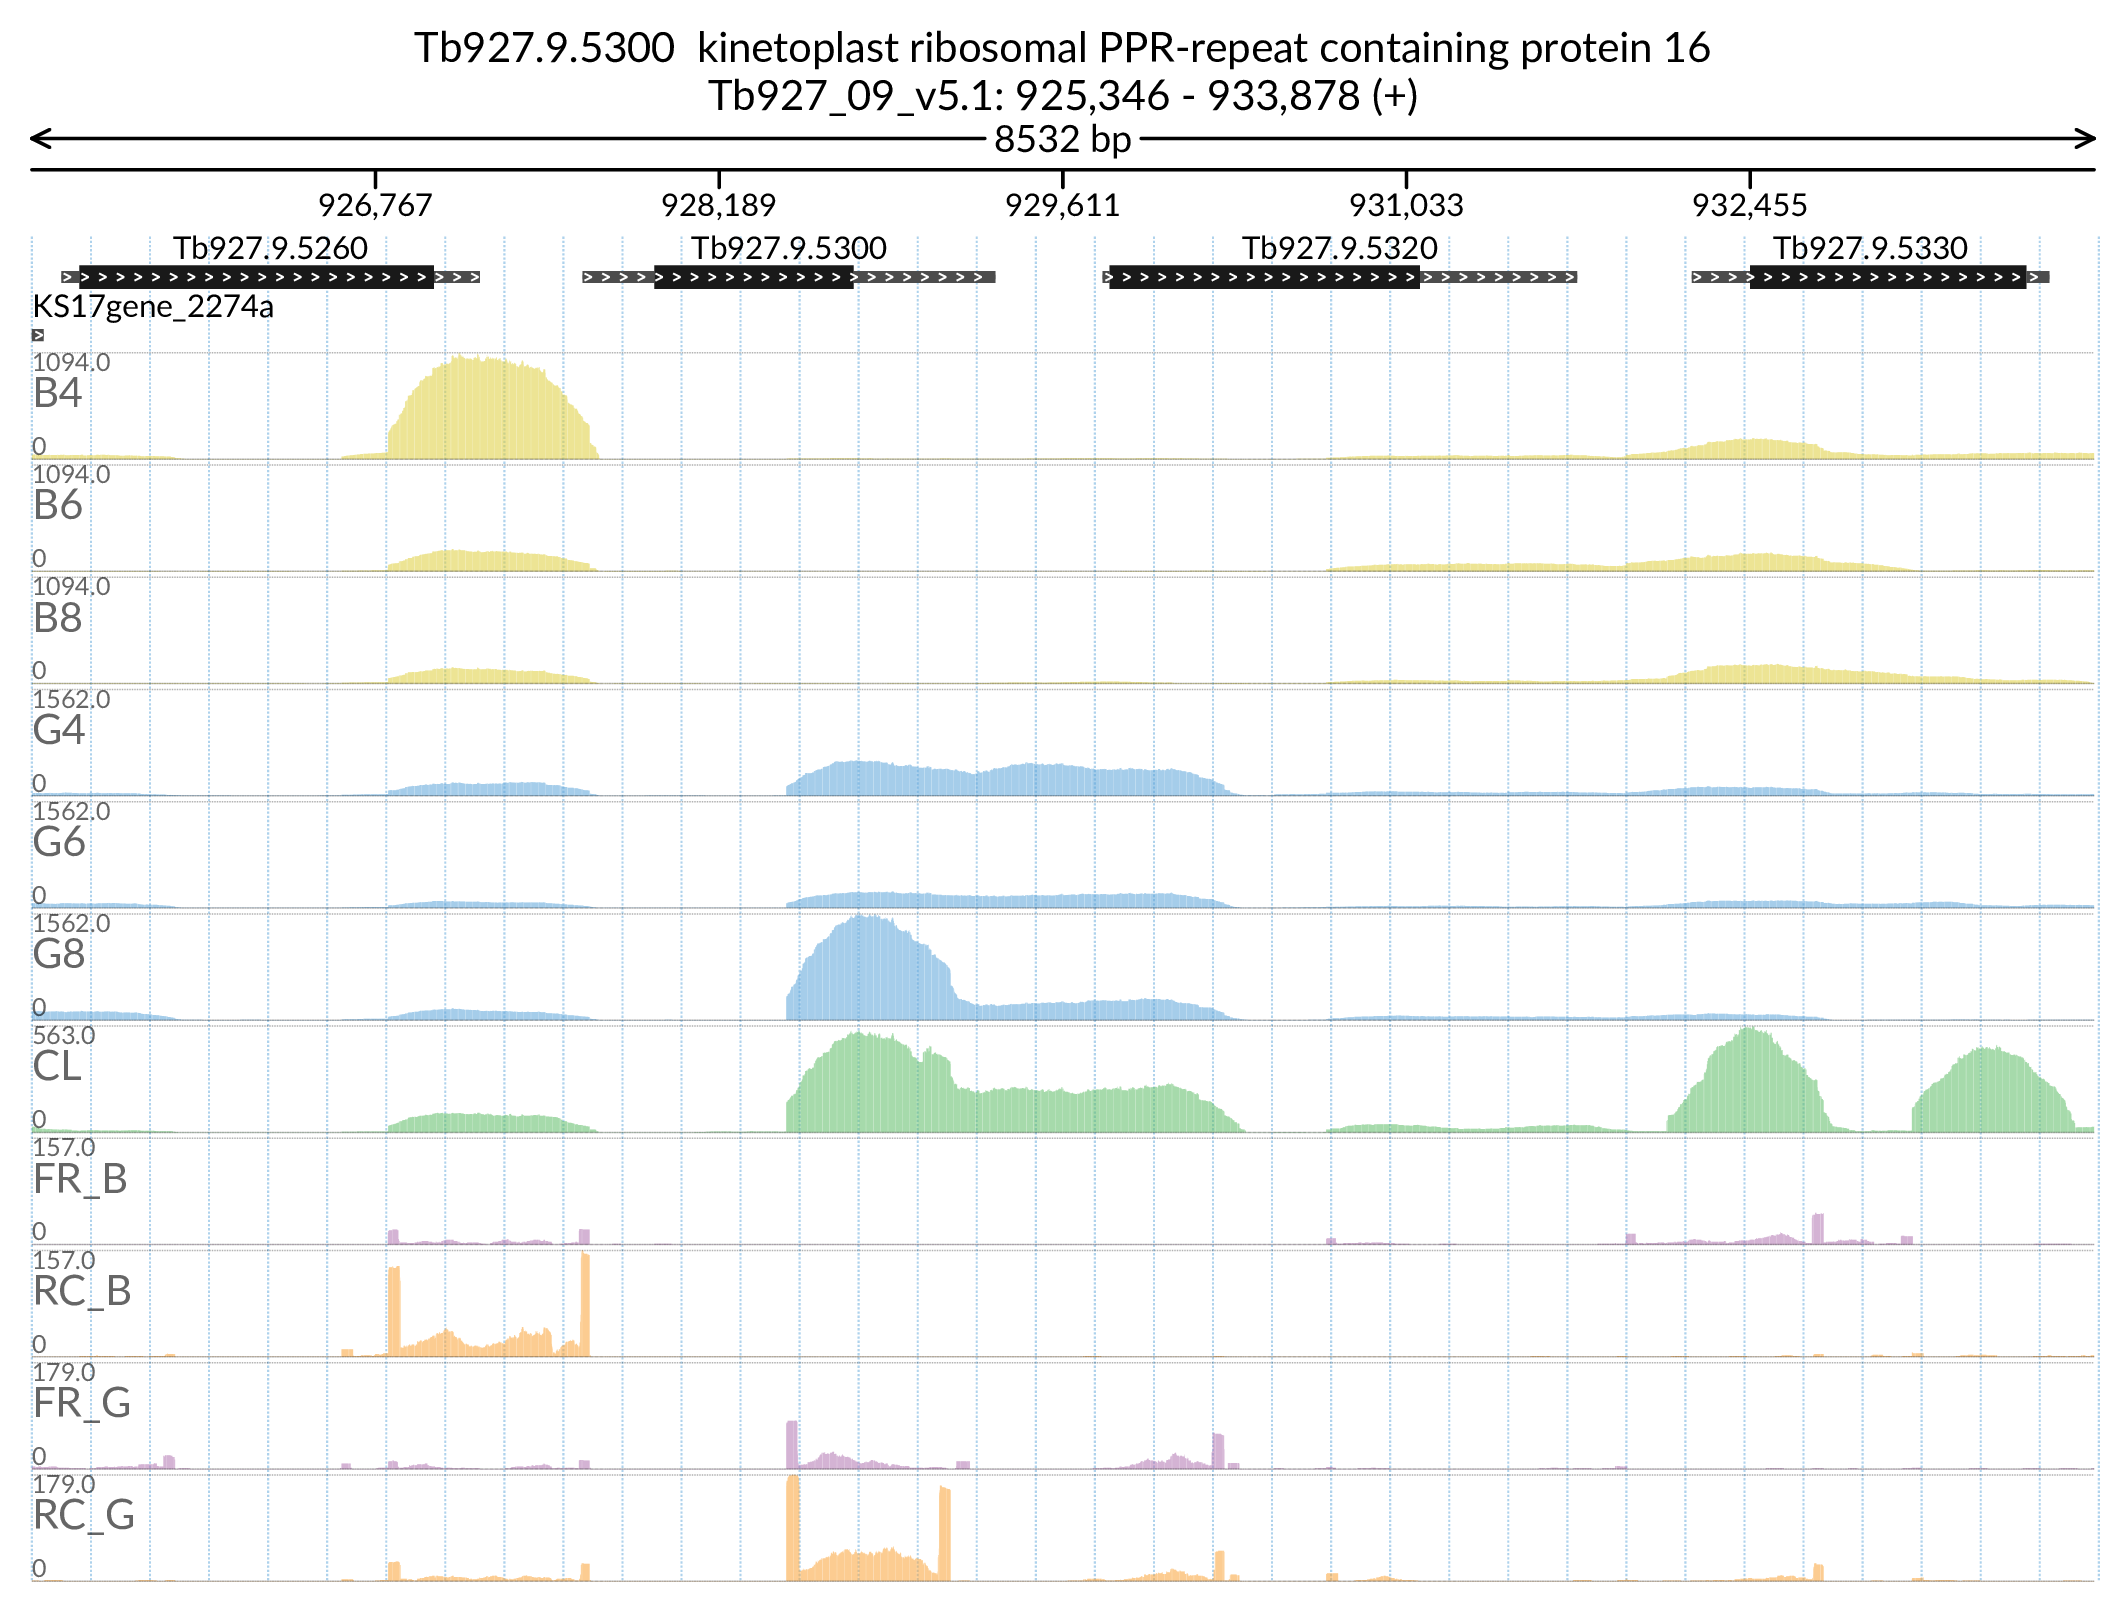 Tb927.9.5300 kinetoplast ribosomal PPR-repeat containing protein 16
Tb927_09_v5.1: 925,346 - 933,878 (+)
8532 bp
926,767 928,189 929,611 931,033 932,455
Tb927.9.5260 Tb927.9.5300 Tb927.9.5320 Tb927.9.5330
KS17gene_2274a
1094.0
B4
0
1094.0
B6
0
1094.0
B8
0
1562.0
G4
0
1562.0
G6
0
1562.0
G8
0
563.0
CL
0
157.0
FR_B
0
157.0
RC_B
0
179.0
FR_G
0
179.0
RC_G
0